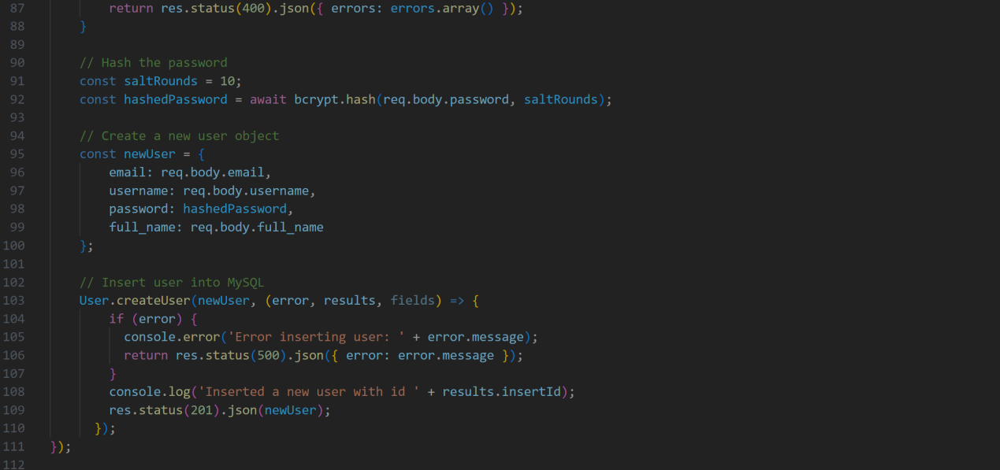 87 return res.status(400).json({ errors: errors.array() });
88 }
89
90 // Hash the password
91 const saltRounds = 10;
92 const hashedPassword = await bcrypt.hash(req.body.password, saltRounds);
93
94 // Create a new user object
95 const newUser = {
96 email: req.body.email,
97 username: req.body.username,
98 password: hashedPassword,
99 full_name: req.body.full_name
100 };
101
102 // Insert user into MySQL
103 User.createUser(newUser, (error, results, fields) => {
104 if (error) {
105 console.error('Error inserting user: ' + error.message);
106 return res.status(500).json({ error: error.message });
107 }
108 console.log('Inserted a new user with id ' + results.insertId);
109 res.status(201).json(newUser);
110 });
111 });
112